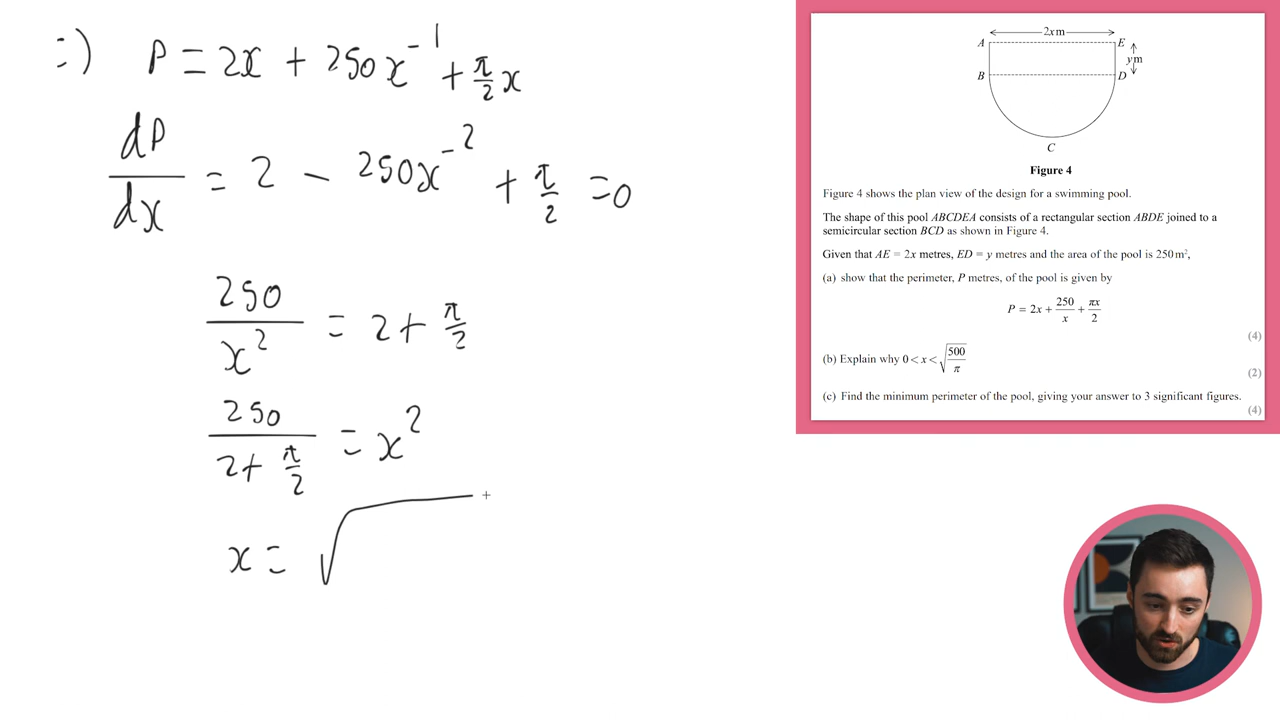 :) P = 2x + 250x⁻¹ + π/2 x
dP/dx = 2 − 250x⁻² + π/2 = 0
250/x² = 2 + π/2
250/(2 + π/2) = x²
x = √
2x m
A E
y m
B D
C
Figure 4
Figure 4 shows the plan view of the design for a swimming pool.
The shape of this pool ABCDEA consists of a rectangular section ABDE joined to a
semicircular section BCD as shown in Figure 4.
Given that AE = 2x metres, ED = y metres and the area of the pool is 250 m²,
(a) show that the perimeter, P metres, of the pool is given by
P = 2x + 250/x + πx/2
(4)
(b) Explain why 0 < x < √(500/π)
(2)
(c) Find the minimum perimeter of the pool, giving your answer to 3 significant figures.
(4)